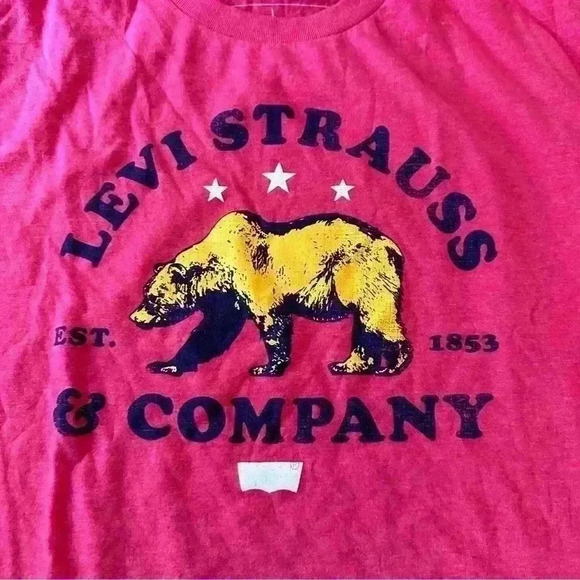 LEVI STRAUSS
EST. 1853
& COMPANY